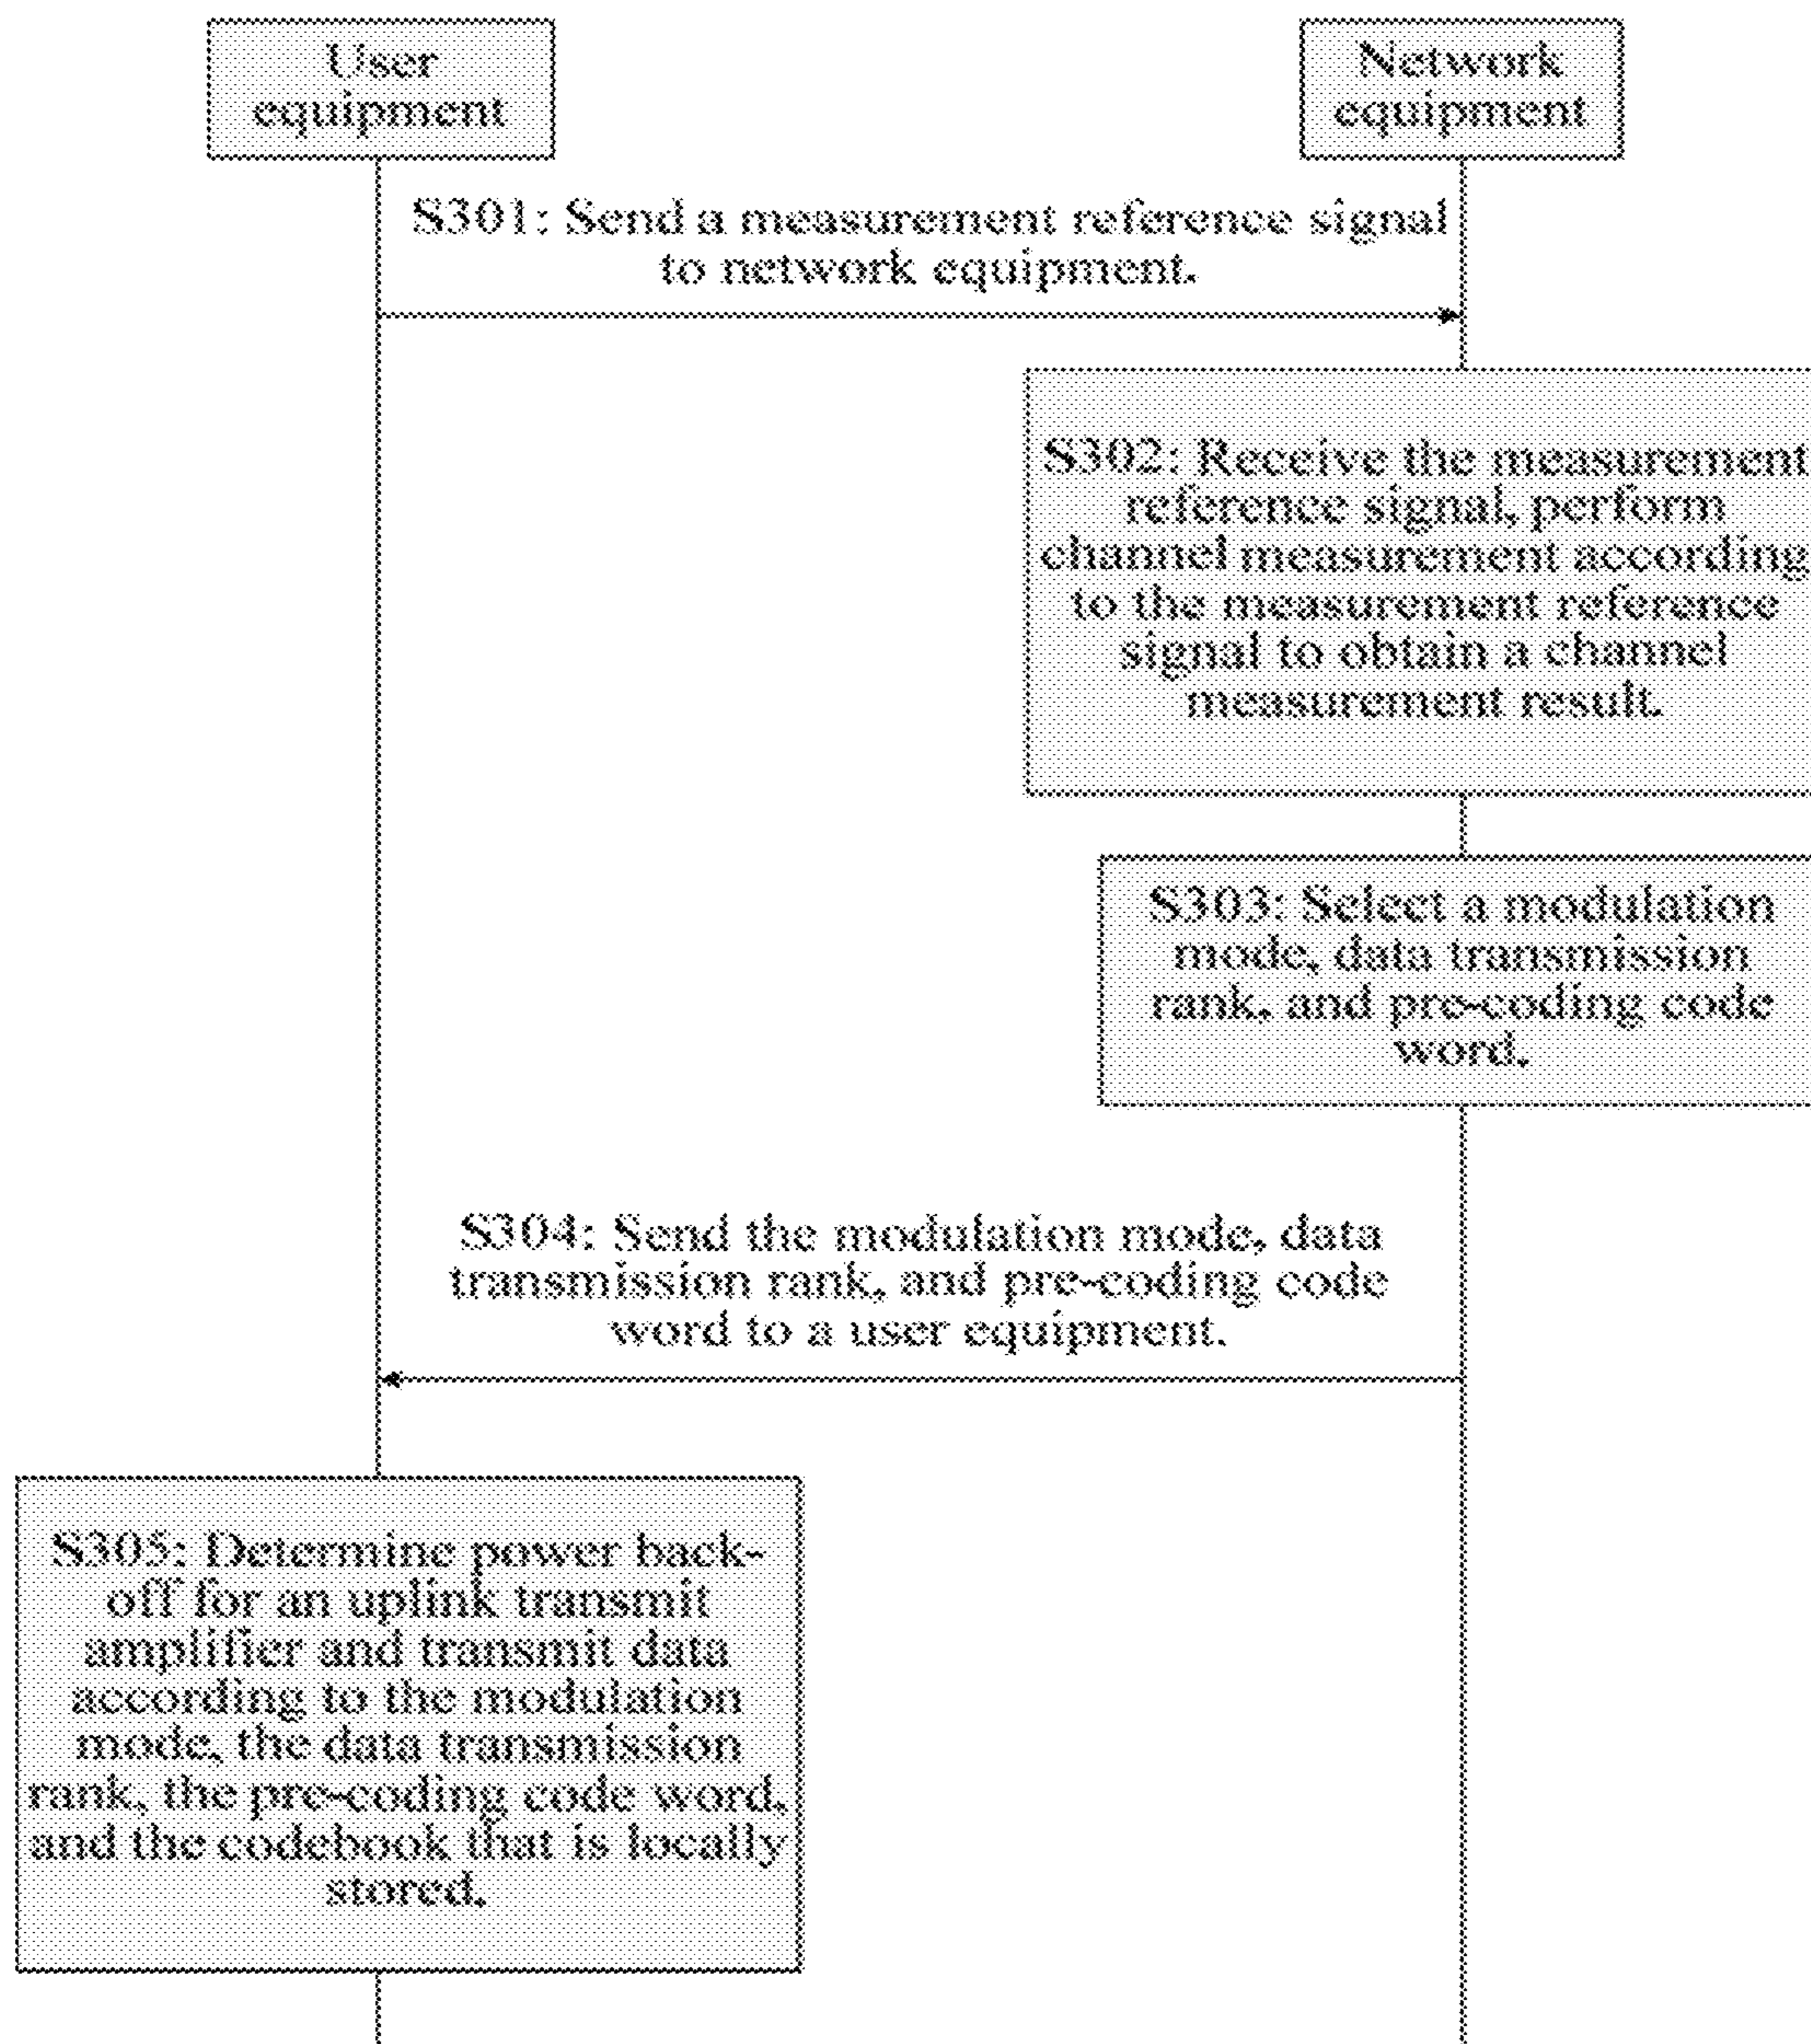 User
equipment
Network
equipment
S301: Send a measurement reference signal
to network equipment.
S302: Receive the measurement
reference signal, perform
channel measurement according
to the measurement reference
signal to obtain a channel
measurement result.
S303: Select a modulation
mode, data transmission
rank, and pre-coding code
word.
S304: Send the modulation mode, data
transmission rank, and pre-coding code
word to a user equipment.
S305: Determine power back-
off for an uplink transmit
amplifier and transmit data
according to the modulation
mode, the data transmission
rank, the pre-coding code word,
and the codebook that is locally
stored.